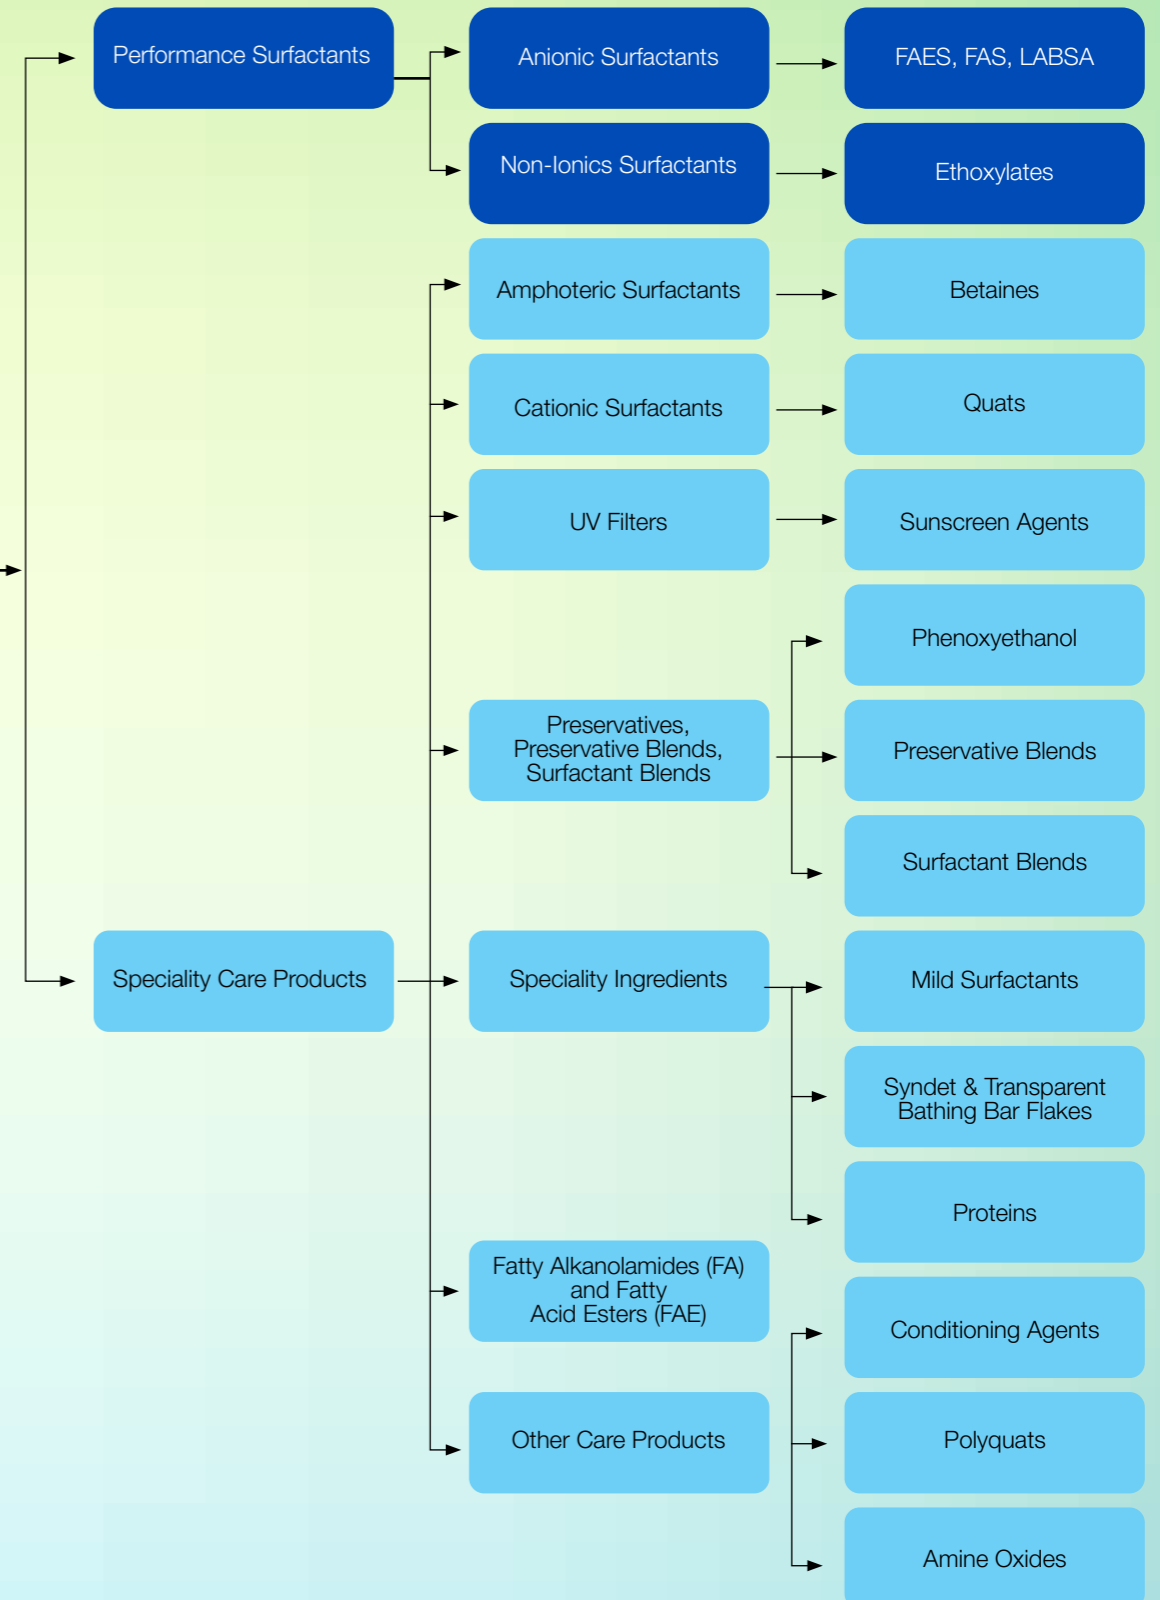 Performance Surfactants
Anionic Surfactants
FAES, FAS, LABSA
Non-Ionics Surfactants
Ethoxylates
Amphoteric Surfactants
Betaines
Cationic Surfactants
Quats
UV Filters
Sunscreen Agents
Phenoxyethanol
Preservatives,
Preservative Blends,
Surfactant Blends
Preservative Blends
Surfactant Blends
Speciality Care Products
Speciality Ingredients
Mild Surfactants
Syndet & Transparent
Bathing Bar Flakes
Proteins
Fatty Alkanolamides (FA)
and Fatty
Acid Esters (FAE)
Conditioning Agents
Other Care Products
Polyquats
Amine Oxides